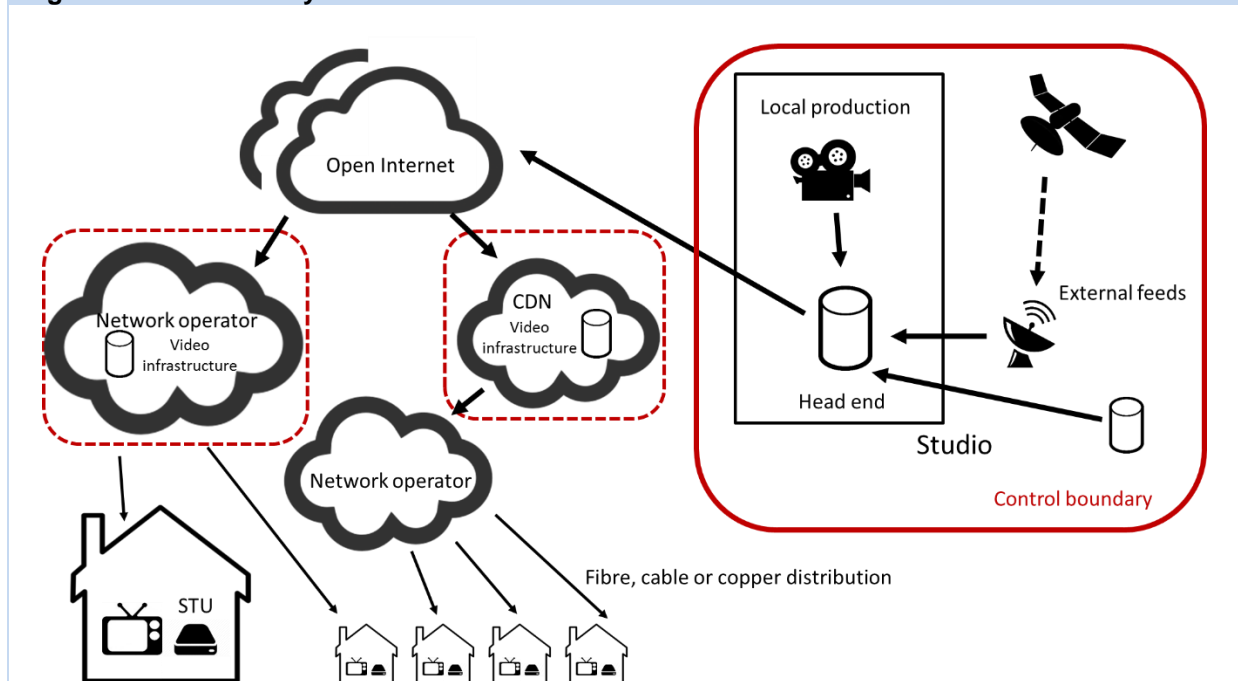 Local production
Open Internet
External feeds
CDN
Video
infrastructure
Network operator
Video
infrastructure
Head end
Studio
Network operator
Control boundary
Fibre, cable or copper distribution
STU